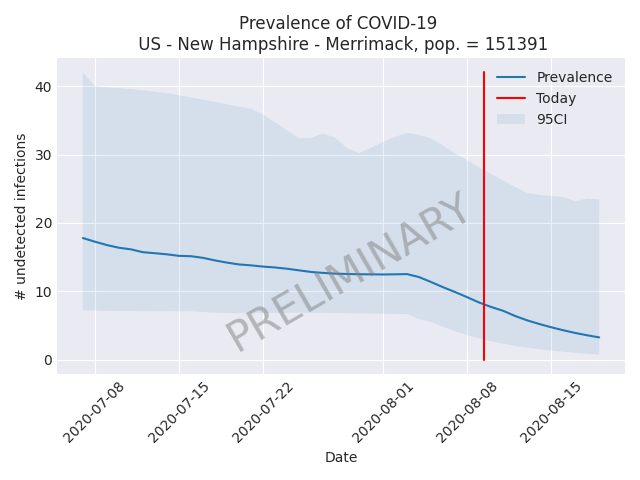 Prevalence of COVID-19
US - New Hampshire - Merrimack, pop. = 151391
Prevalence
Today
95CI
PRELIMINARY
# undetected infections
40
30
20
10
0
2020-07-08
2020-07-15
2020-07-22
2020-08-01
2020-08-08
2020-08-15
Date